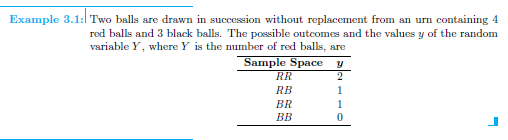 Example 3.1: Two balls are drawn in succession without replacement from an urn containing 4
red balls and 3 black balls. The possible outcomes and the values y of the random
variable Y, where Y is the number of red balls, are
Sample Space y
RR 2
RB 1
BR 1
BB 0